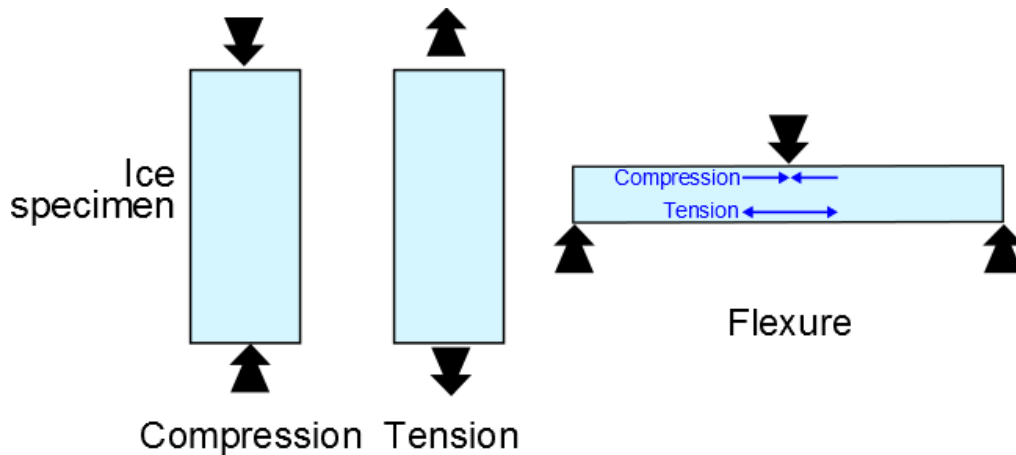 Ice
specimen
Compression
Tension
Compression
Tension
Flexure